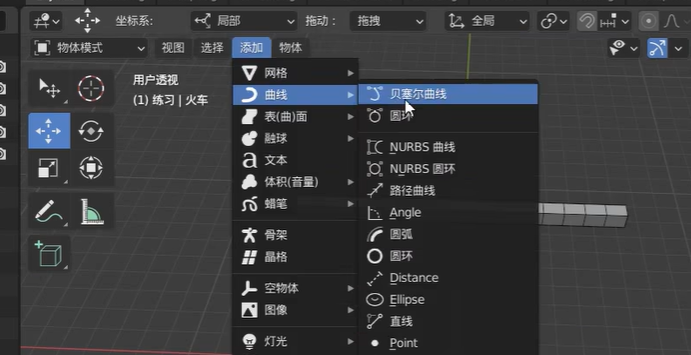 坐标系: 局部 拖动: 拖拽 全局
物体模式 视图 选择 添加 物体
用户透视
(1) 练习 | 火车
网格
曲线
表(曲)面
融球
文本
体积(音量)
蜡笔
骨架
晶格
空物体
图像
灯光
贝塞尔曲线
圆环
NURBS 曲线
NURBS 圆环
路径曲线
Angle
圆弧
圆环
Distance
Ellipse
直线
Point